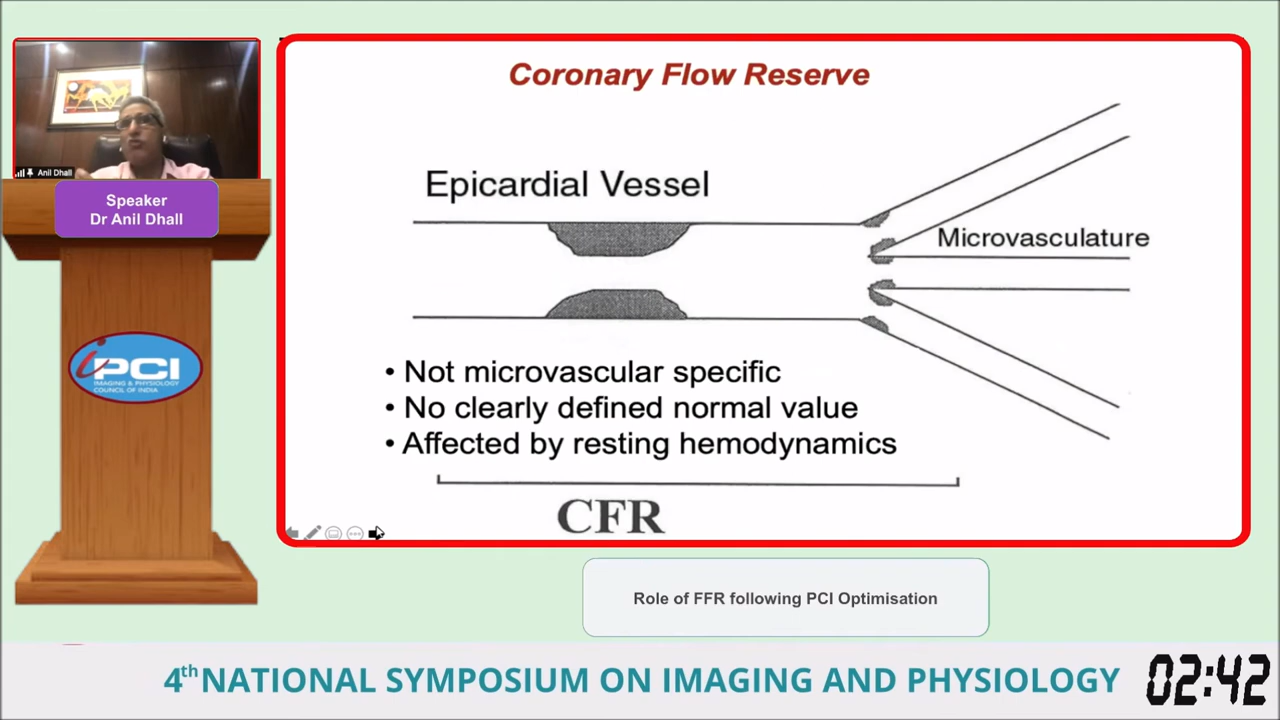 Coronary Flow Reserve
Epicardial Vessel
Microvasculature
• Not microvascular specific
• No clearly defined normal value
• Affected by resting hemodynamics
CFR
Anil Dhall
Speaker
Dr Anil Dhall
iPCI
IMAGING & PHYSIOLOGY
COUNCIL OF INDIA
Role of FFR following PCI Optimisation
4th NATIONAL SYMPOSIUM ON IMAGING AND PHYSIOLOGY
02:42